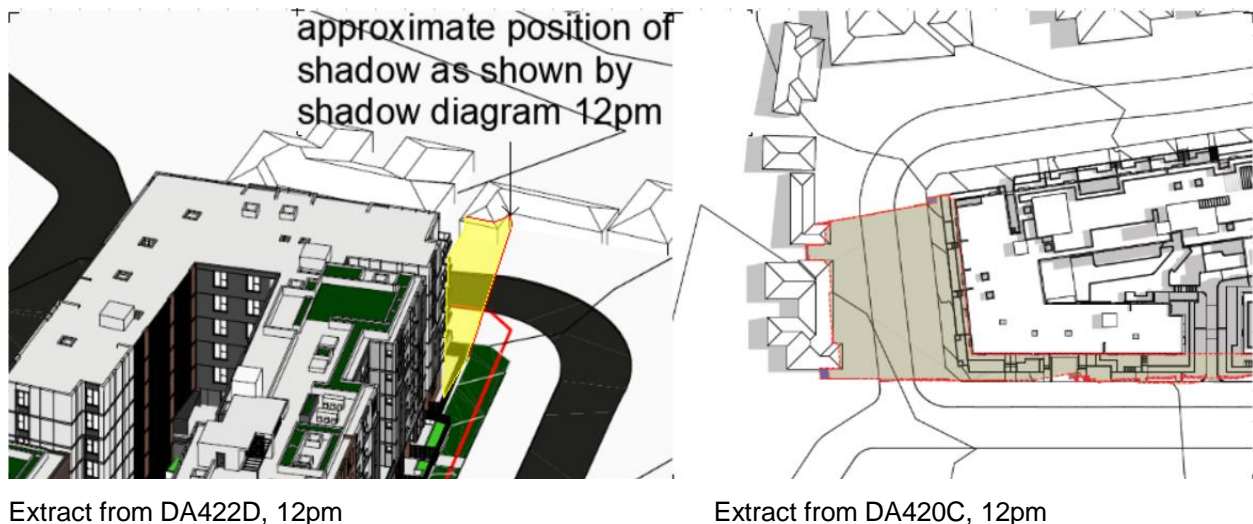 approximate position of
shadow as shown by
shadow diagram 12pm
Extract from DA422D, 12pm
Extract from DA420C, 12pm